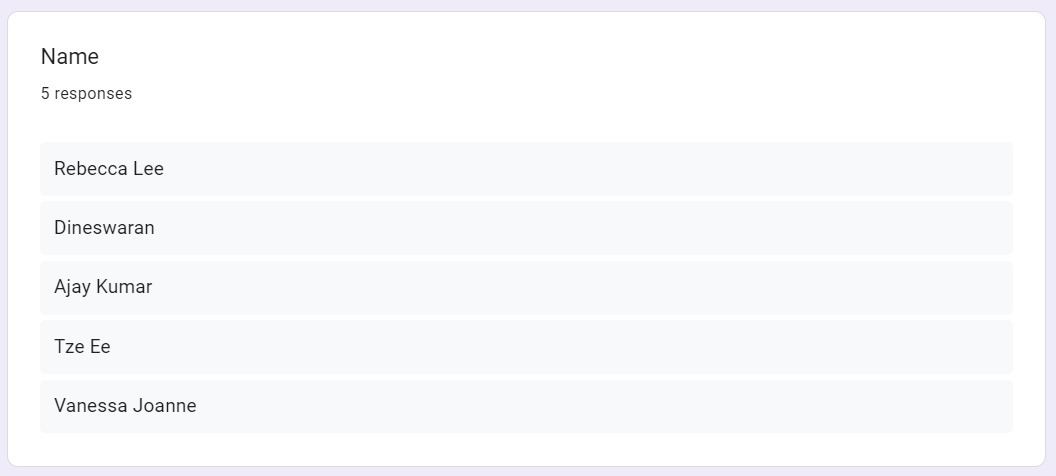 Name
5 responses
Rebecca Lee
Dineswaran
Ajay Kumar
Tze Ee
Vanessa Joanne